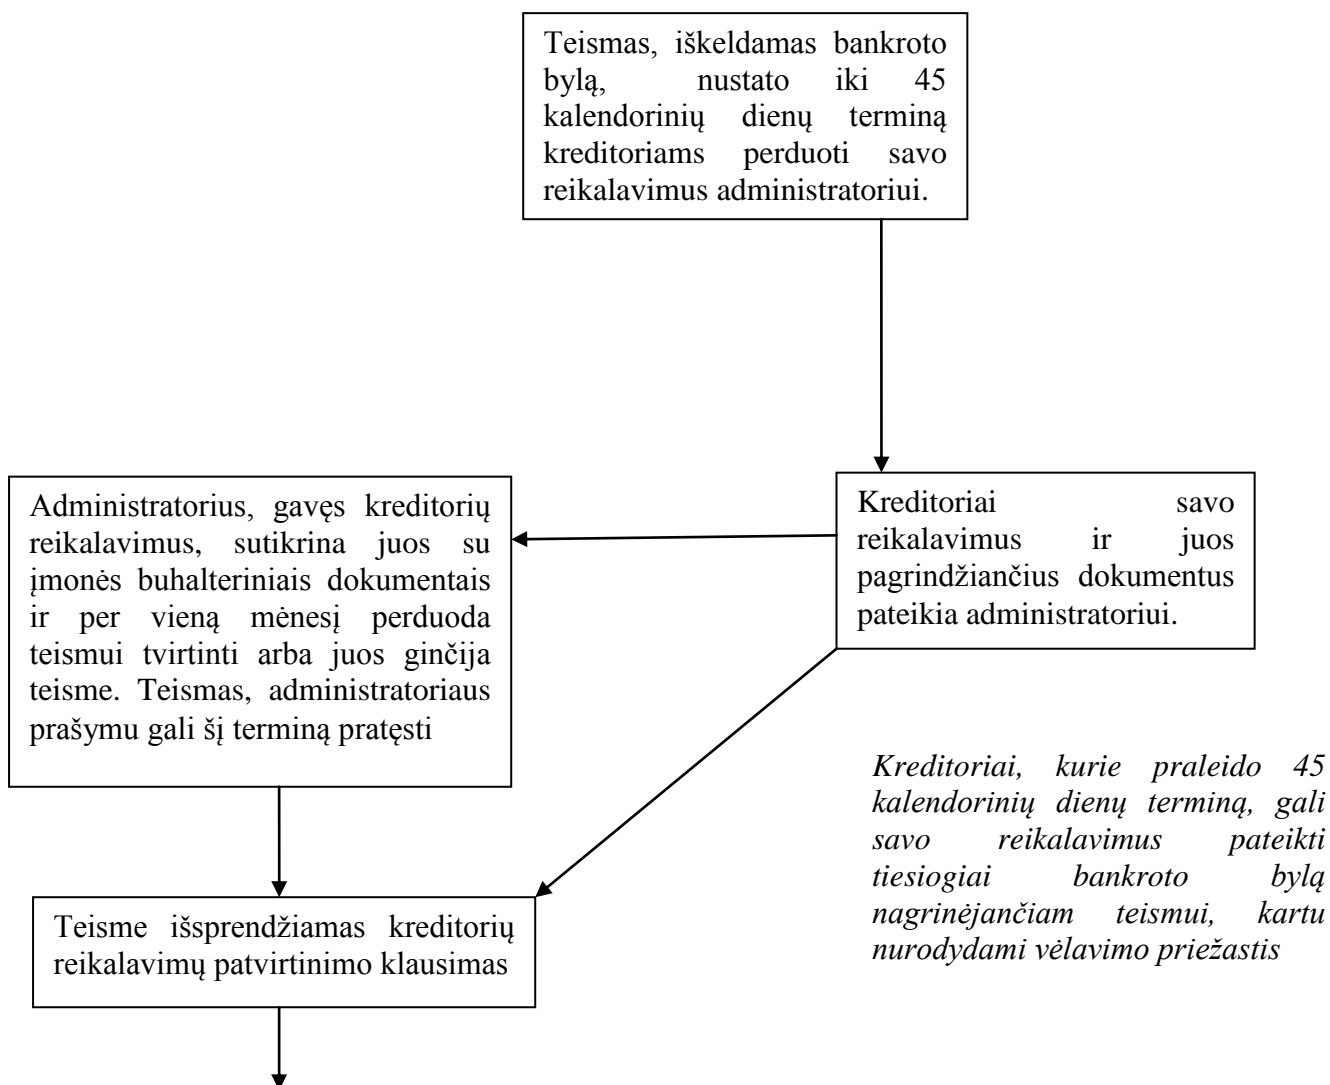 Teismas, iškeldamas bankroto
bylą, nustato iki 45
kalendorinių dienų terminą
kreditoriams perduoti savo
reikalavimus administratoriui.
Kreditoriai savo
reikalavimus ir juos
pagrindžiančius dokumentus
pateikia administratoriui.
Administratorius, gavęs kreditorių
reikalavimus, sutikrina juos su
įmonės buhalteriniais dokumentais
ir per vieną mėnesį perduoda
teismui tvirtinti arba juos ginčija
teisme. Teismas, administratoriaus
prašymu gali šį terminą pratęsti
Kreditoriai, kurie praleido 45
kalendorinių dienų terminą, gali
savo reikalavimus pateikti
tiesiogiai bankroto bylą
nagrinėjančiam teismui, kartu
nurodydami vėlavimo priežastis
Teisme išsprendžiamas kreditorių
reikalavimų patvirtinimo klausimas